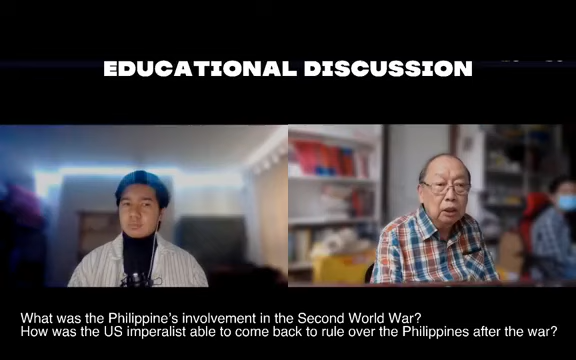 EDUCATIONAL DISCUSSION
What was the Philippine's involvement in the Second World War?
How was the US imperalist able to come back to rule over the Philippines after the war?